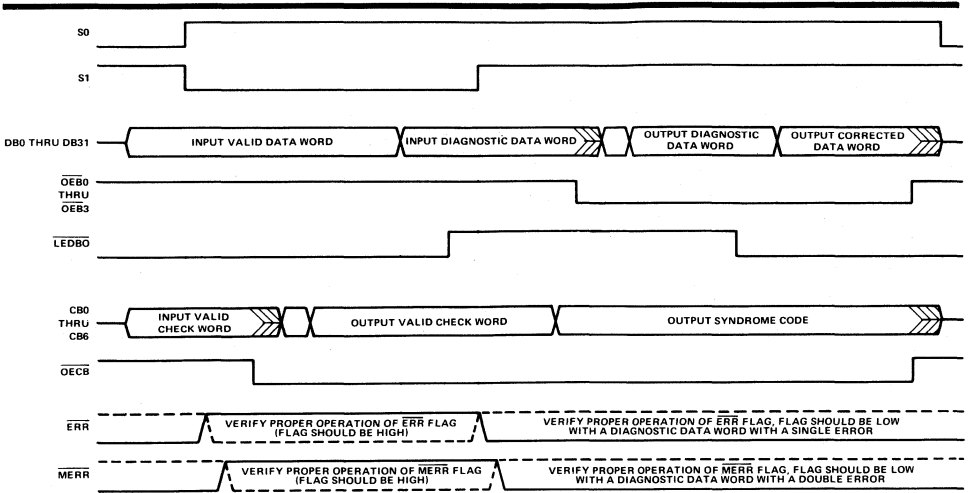 S0
S1
DB0 THRU DB31
INPUT VALID DATA WORD
INPUT DIAGNOSTIC DATA WORD
OUTPUT DIAGNOSTIC
DATA WORD
OUTPUT CORRECTED
DATA WORD
OEB0
THRU
OEB3
LEDBO
CB0
THRU
CB6
INPUT VALID
CHECK WORD
OUTPUT VALID CHECK WORD
OUTPUT SYNDROME CODE
OECB
ERR
VERIFY PROPER OPERATION OF ERR FLAG
(FLAG SHOULD BE HIGH)
VERIFY PROPER OPERATION OF ERR FLAG, FLAG SHOULD BE LOW
WITH A DIAGNOSTIC DATA WORD WITH A SINGLE ERROR
MERR
VERIFY PROPER OPERATION OF MERR FLAG
(FLAG SHOULD BE HIGH)
VERIFY PROPER OPERATION OF MERR FLAG, FLAG SHOULD BE LOW
WITH A DIAGNOSTIC DATA WORD WITH A DOUBLE ERROR